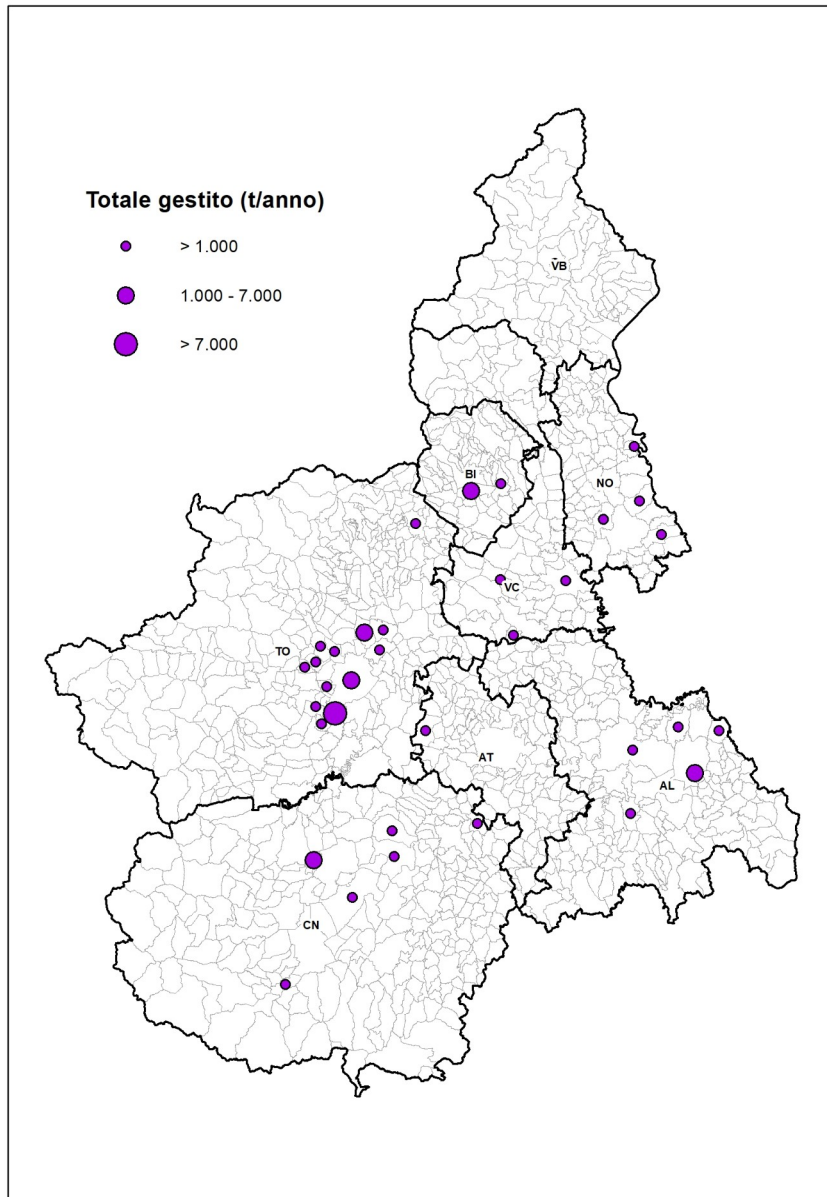 Totale gestito (t/anno)
> 1.000
1.000 - 7.000
> 7.000
VB
BI
NO
VC
TO
AT
AL
CN